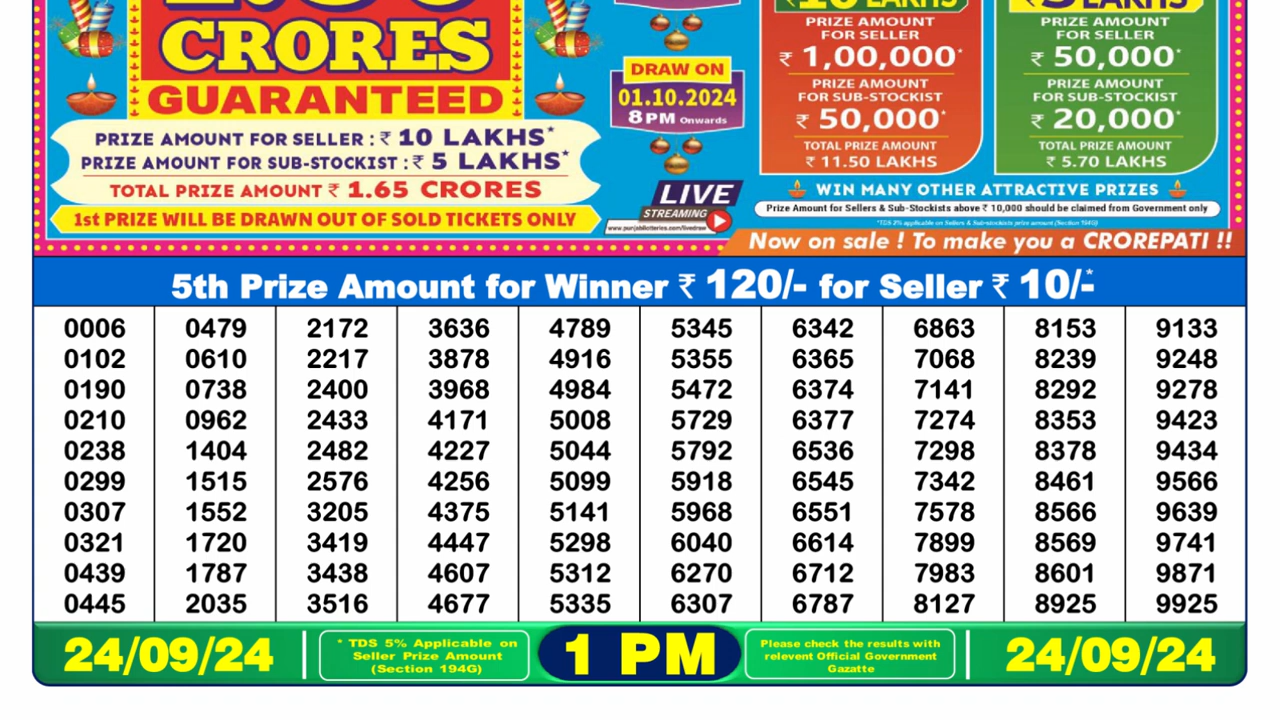 CRORES
GUARANTEED
PRIZE AMOUNT FOR SELLER : ₹ 10 LAKHS*
PRIZE AMOUNT FOR SUB-STOCKIST : ₹ 5 LAKHS*
TOTAL PRIZE AMOUNT ₹ 1.65 CRORES
1st PRIZE WILL BE DRAWN OUT OF SOLD TICKETS ONLY
DRAW ON
01.10.2024
8PM Onwards
LIVE
STREAMING
www.punjablotteries.com/livedraw
LAKHS
PRIZE AMOUNT
FOR SELLER
₹ 1,00,000*
PRIZE AMOUNT
FOR SUB-STOCKIST
₹ 50,000*
TOTAL PRIZE AMOUNT
₹ 11.50 LAKHS
LAKHS
PRIZE AMOUNT
FOR SELLER
₹ 50,000*
PRIZE AMOUNT
FOR SUB-STOCKIST
₹ 20,000*
TOTAL PRIZE AMOUNT
₹ 5.70 LAKHS
WIN MANY OTHER ATTRACTIVE PRIZES
Prize Amount for Sellers & Sub-Stockists above ₹ 10,000 should be claimed from Government only
Now on sale ! To make you a CROREPATI !!
5th Prize Amount for Winner ₹ 120/- for Seller ₹ 10/-*
0006 0479 2172 3636 4789 5345 6342 6863 8153 9133
0102 0610 2217 3878 4916 5355 6365 7068 8239 9248
0190 0738 2400 3968 4984 5472 6374 7141 8292 9278
0210 0962 2433 4171 5008 5729 6377 7274 8353 9423
0238 1404 2482 4227 5044 5792 6536 7298 8378 9434
0299 1515 2576 4256 5099 5918 6545 7342 8461 9566
0307 1552 3205 4375 5141 5968 6551 7578 8566 9639
0321 1720 3419 4447 5298 6040 6614 7899 8569 9741
0439 1787 3438 4607 5312 6270 6712 7983 8601 9871
0445 2035 3516 4677 5335 6307 6787 8127 8925 9925
24/09/24
* TDS 5% Applicable on
Seller Prize Amount
(Section 194G)
1 PM
Please check the results with
relevent Official Government
Gazatte
24/09/24